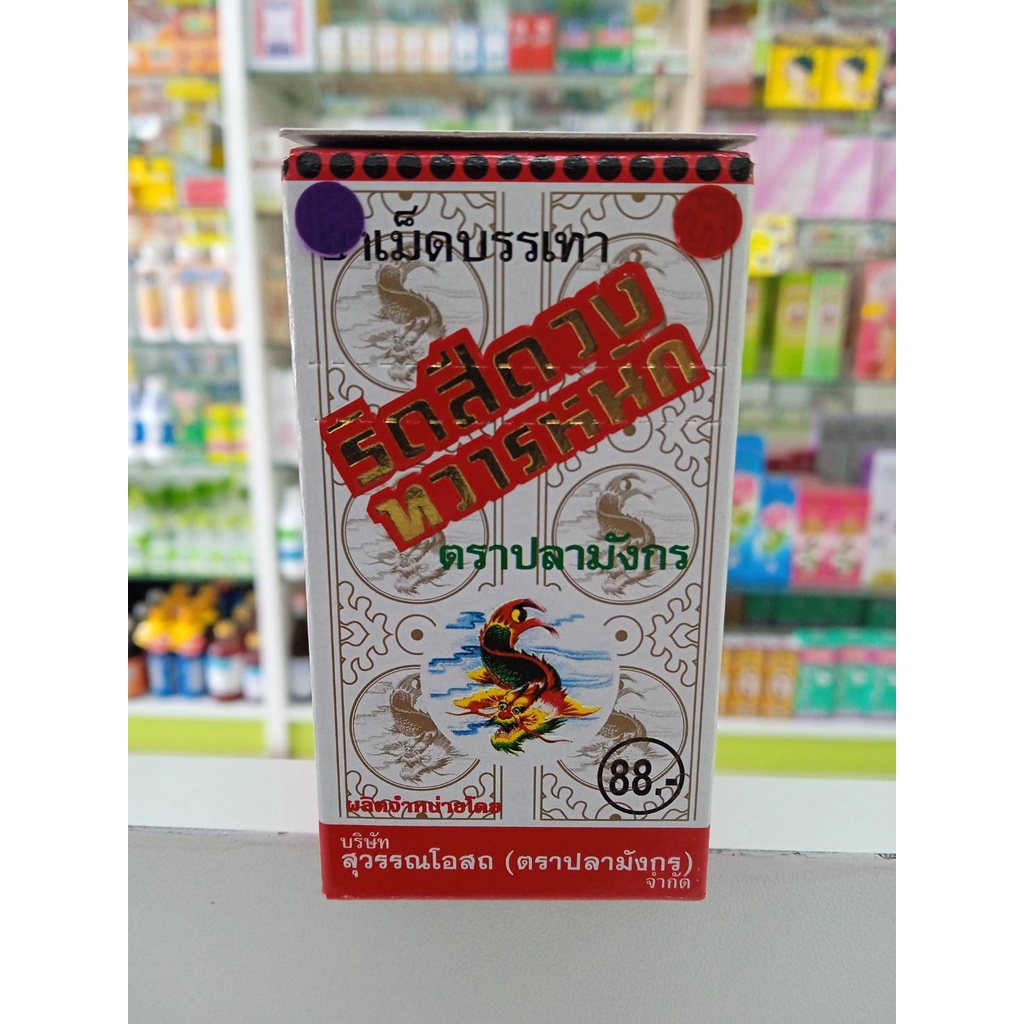 ยาเม็ดบรรเทา
ริดสีดวง
ทวารหนัก
ตราปลามังกร
88.-
ผลิตจำหน่ายโดย
บริษัท
สุวรรณโอสถ (ตราปลามังกร)
จำกัด